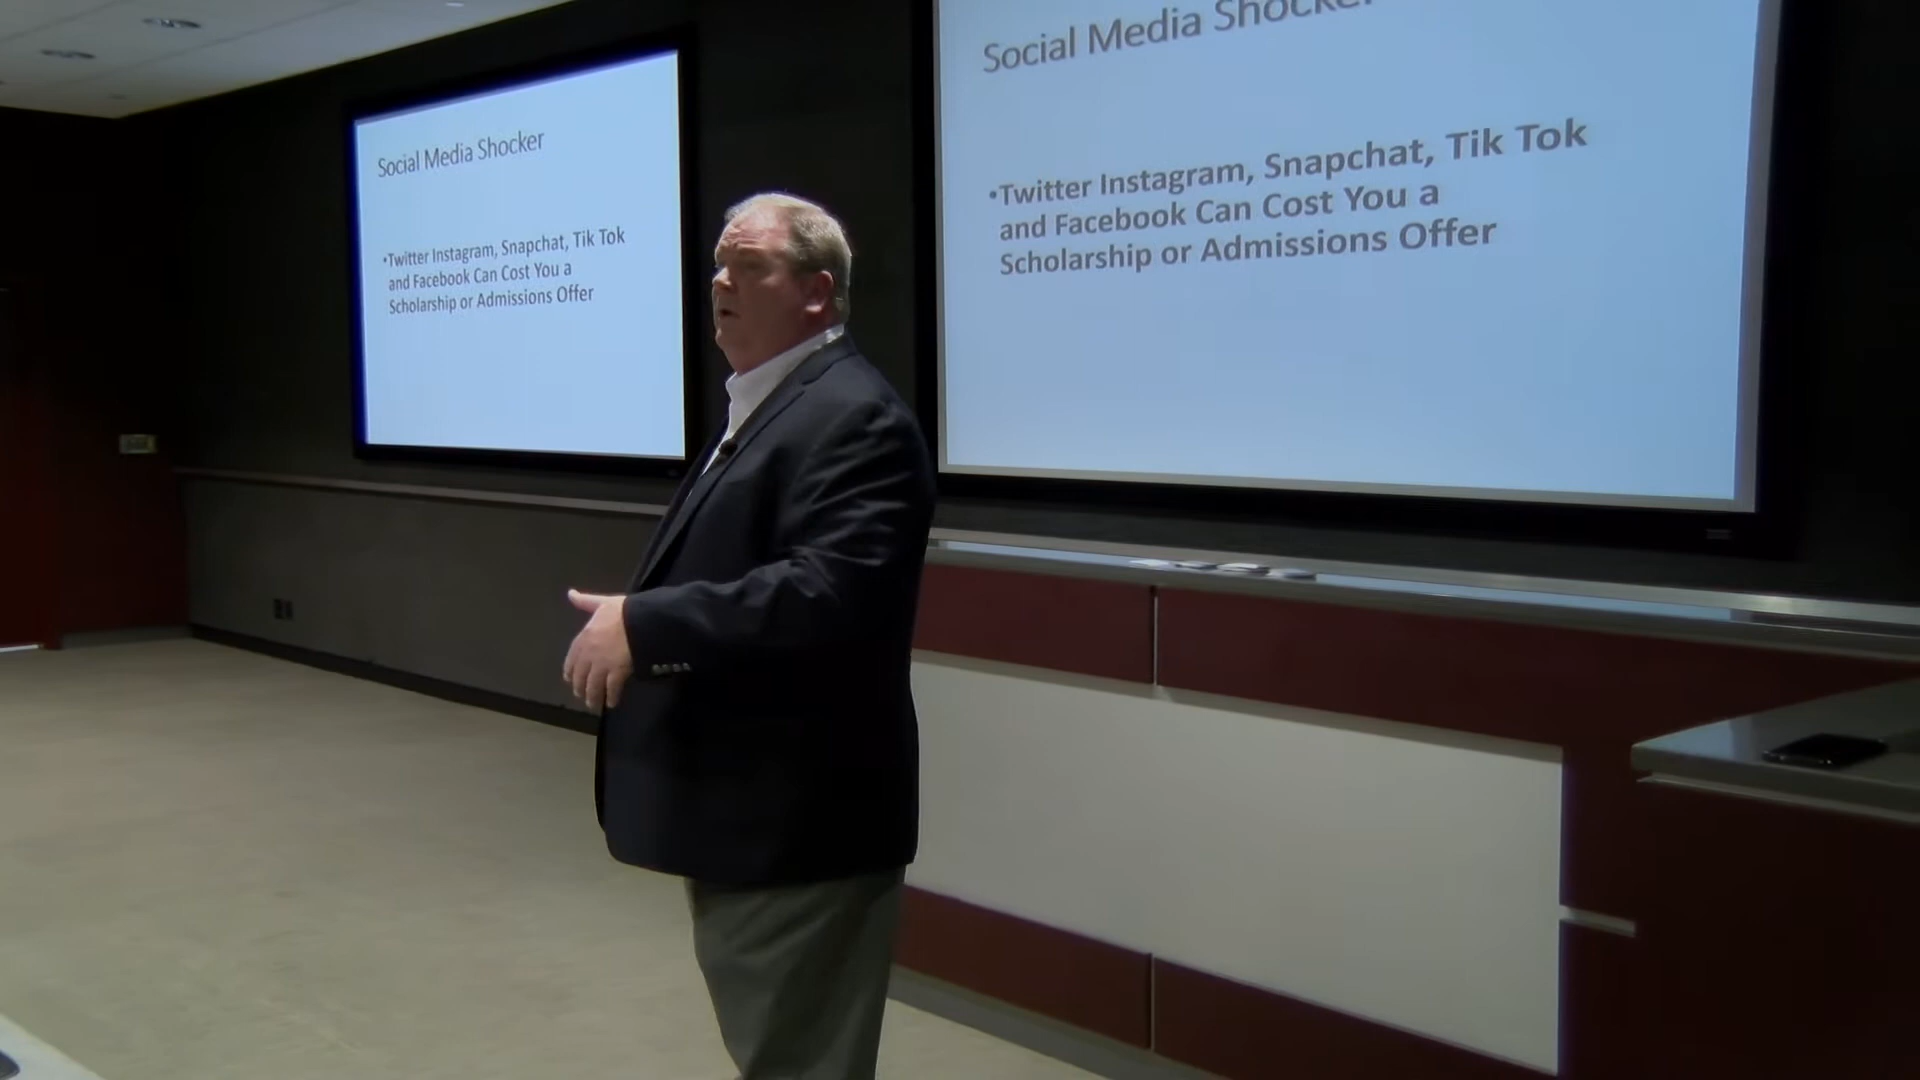 Social Media Shocker
•Twitter Instagram, Snapchat, Tik Tok
and Facebook Can Cost You a
Scholarship or Admissions Offer
Social Media Shocker
•Twitter Instagram, Snapchat, Tik Tok
and Facebook Can Cost You a
Scholarship or Admissions Offer